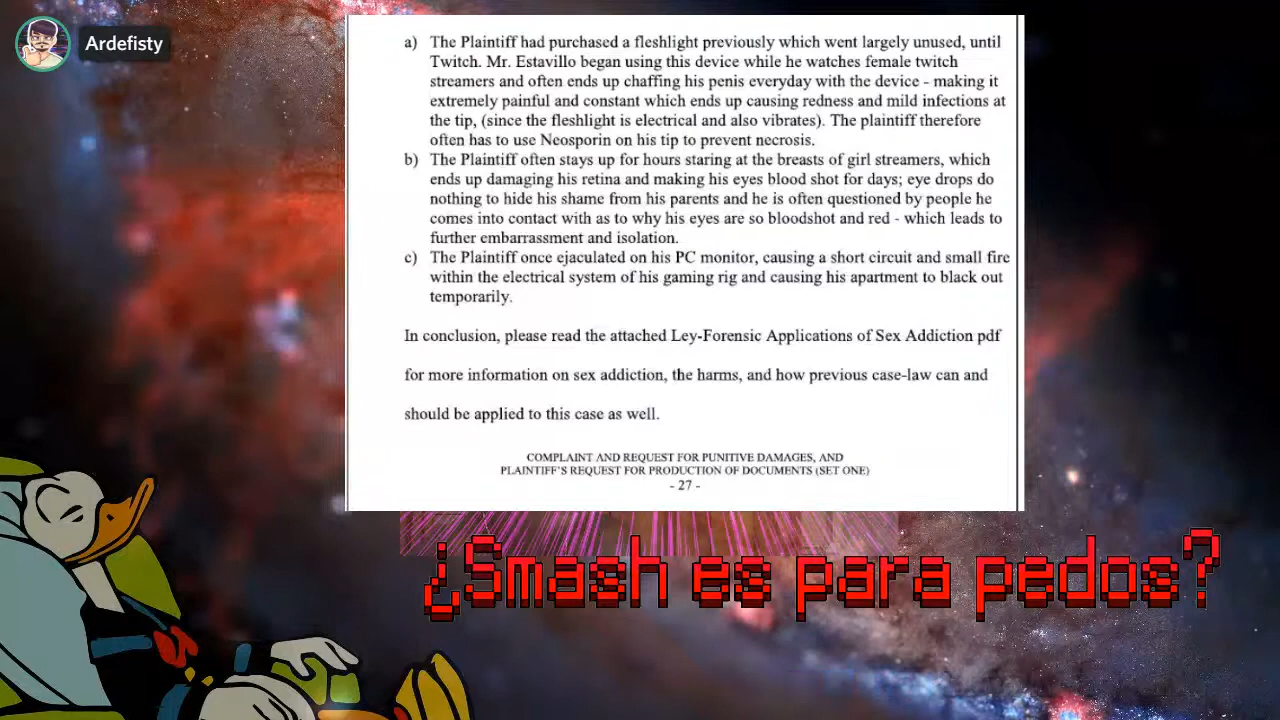 Ardefisty
a) The Plaintiff had purchased a fleshlight previously which went largely unused, until
Twitch. Mr. Estavillo began using this device while he watches female twitch
streamers and often ends up chaffing his penis everyday with the device - making it
extremely painful and constant which ends up causing redness and mild infections at
the tip, (since the fleshlight is electrical and also vibrates). The plaintiff therefore
often has to use Neosporin on his tip to prevent necrosis.
b) The Plaintiff often stays up for hours staring at the breasts of girl streamers, which
ends up damaging his retina and making his eyes blood shot for days; eye drops do
nothing to hide his shame from his parents and he is often questioned by people he
comes into contact with as to why his eyes are so bloodshot and red - which leads to
further embarrassment and isolation.
c) The Plaintiff once ejaculated on his PC monitor, causing a short circuit and small fire
within the electrical system of his gaming rig and causing his apartment to black out
temporarily.
In conclusion, please read the attached Ley-Forensic Applications of Sex Addiction pdf
for more information on sex addiction, the harms, and how previous case-law can and
should be applied to this case as well.
COMPLAINT AND REQUEST FOR PUNITIVE DAMAGES, AND
PLAINTIFF'S REQUEST FOR PRODUCTION OF DOCUMENTS (SET ONE)
- 27 -
¿Smash es para pedos?